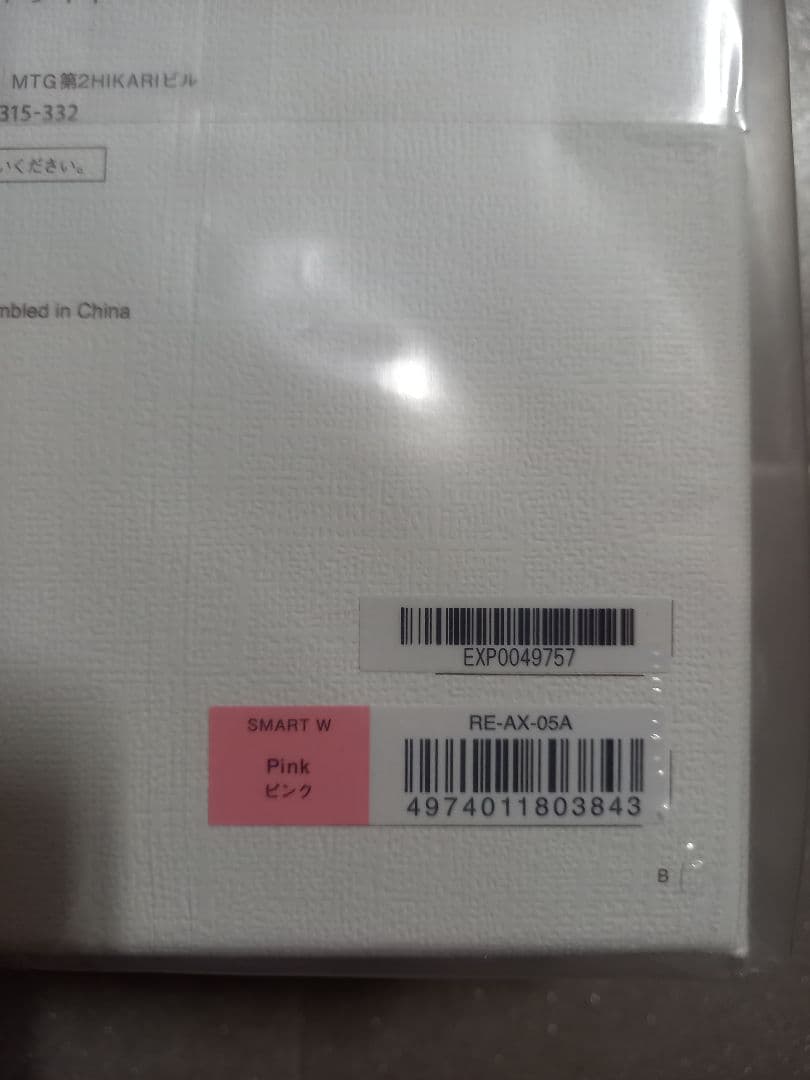 MTG第2HIKARIビル
315-332
いください。
mbled in China
EXP0049757
SMART W
Pink
ピンク
RE-AX-05A
4974011803843
B